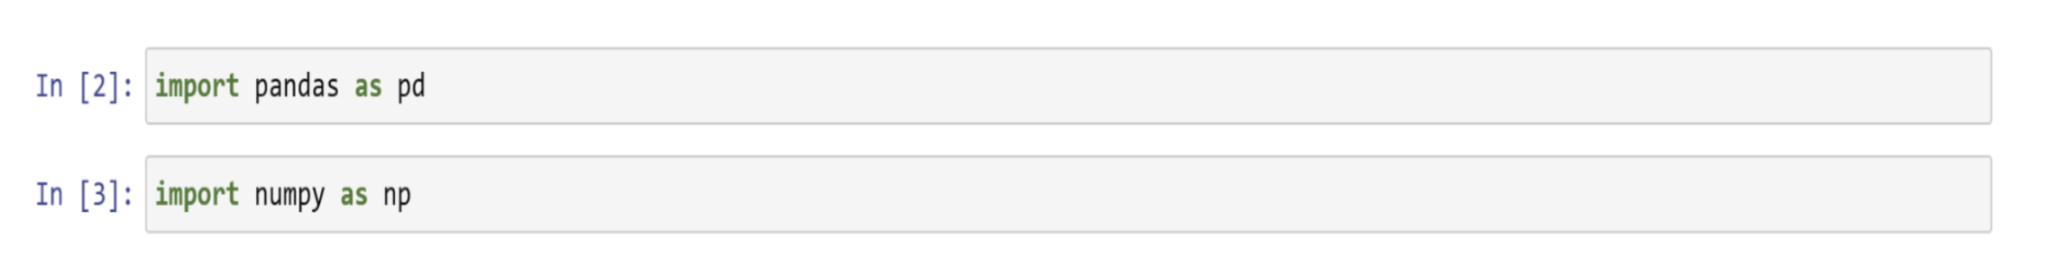 In [2]: import pandas as pd
In [3]: import numpy as np